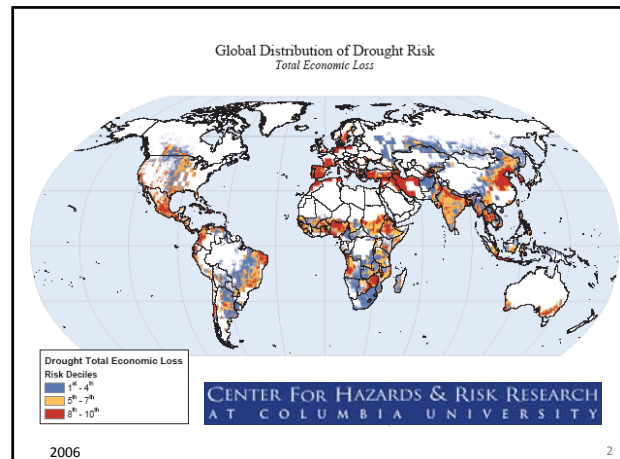 Global Distribution of Drought Risk
Total Economic Loss
Drought Total Economic Loss
Risk Deciles
1st - 4th
5th - 7th
8th - 10th
CENTER FOR HAZARDS & RISK RESEARCH
AT COLUMBIA UNIVERSITY
2006
2